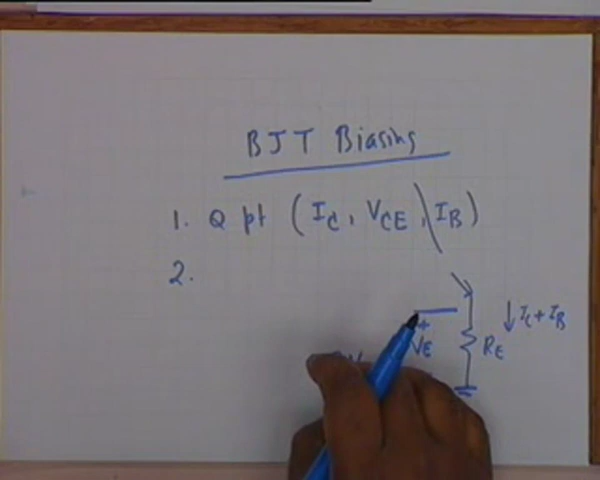 BJT Biasing
1. Q pt (IC, VCE, IB)
2.
↓ IC + IB
+
VE
RE